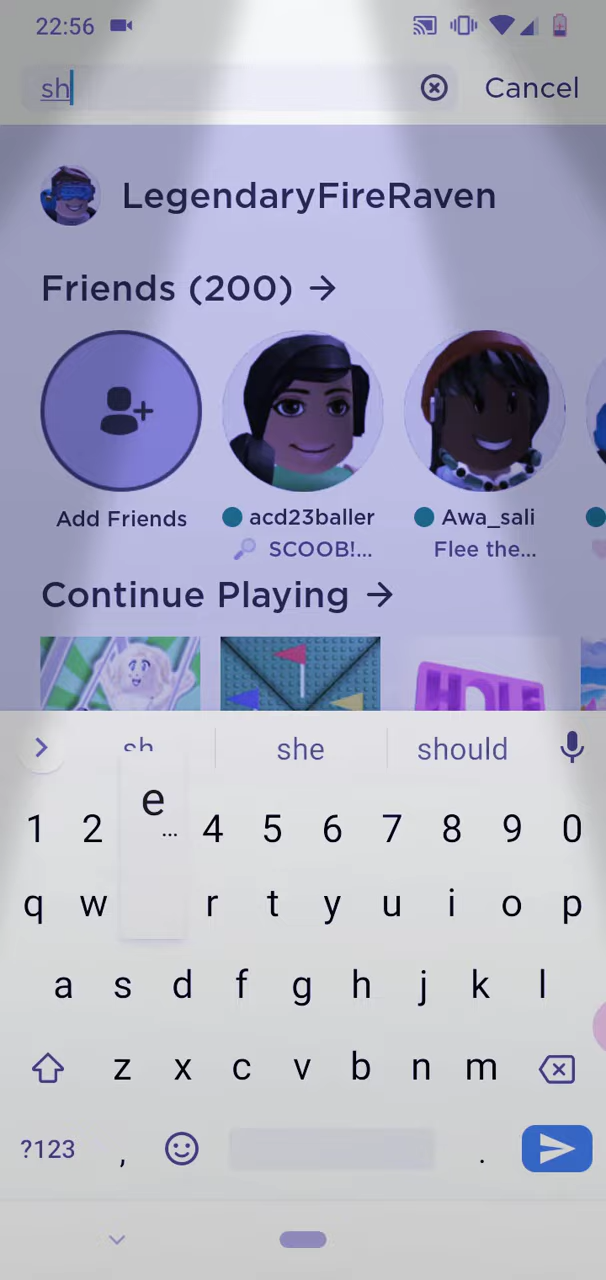 22:56
sh
Cancel
LegendaryFireRaven
Friends (200) →
Add Friends
acd23baller
SCOOB!...
Awa_sali
Flee the...
Continue Playing →
HOLE
sh
she
should
e
...
1 2 4 5 6 7 8 9 0
q w r t y u i o p
a s d f g h j k l
z x c v b n m
?123 , .